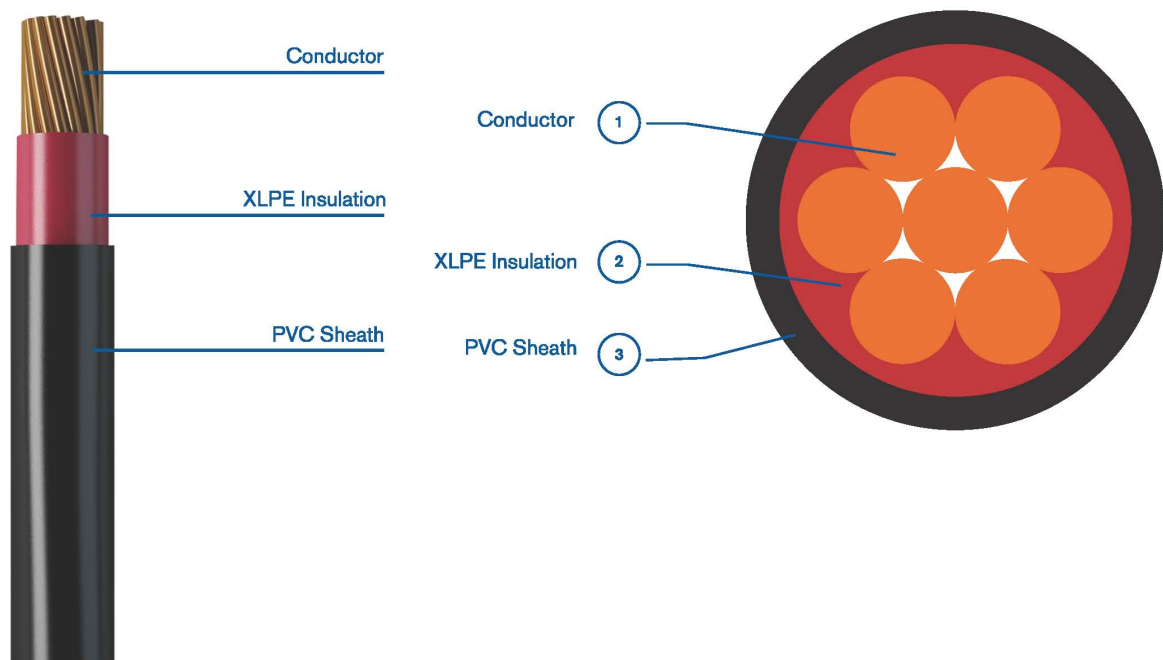 Conductor
XLPE Insulation
PVC Sheath
Conductor 1
XLPE Insulation 2
PVC Sheath 3